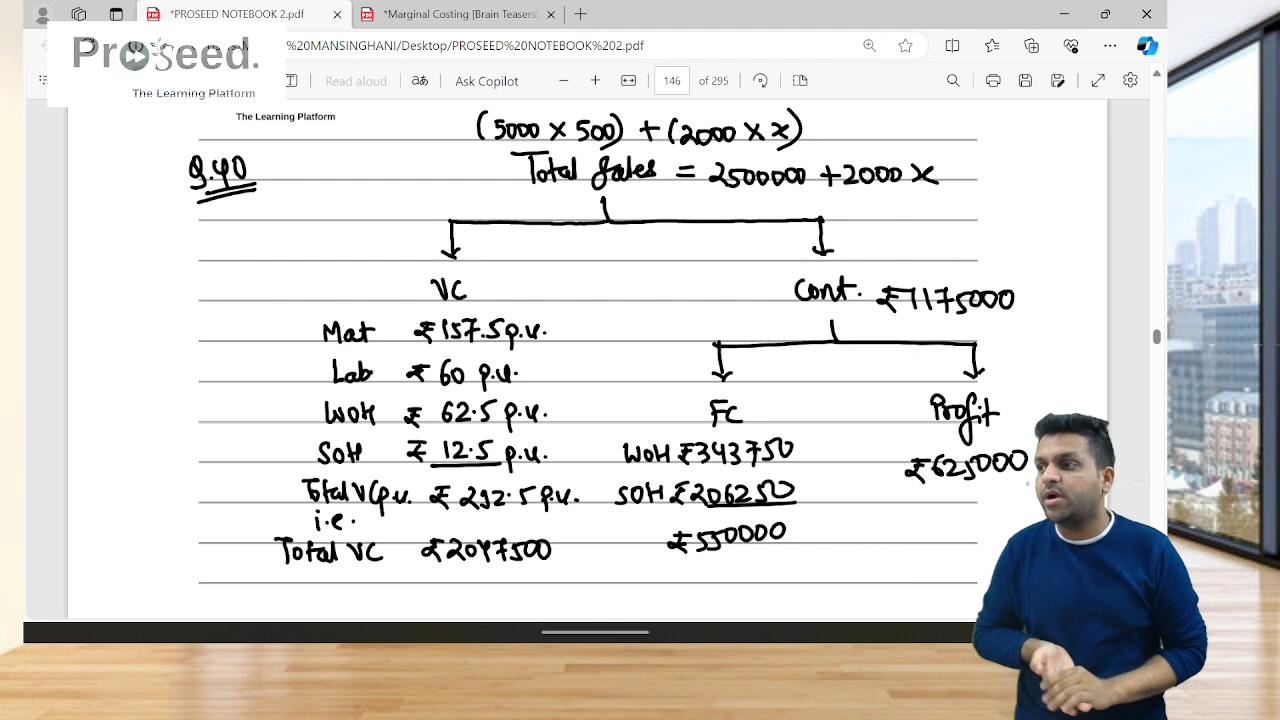 *PROSEED NOTEBOOK 2.pdf
*Marginal Costing [Brain Teasers]
%20MANSINGHANI/Desktop/PROSEED%20NOTEBOOK%202.pdf
Proseed.
The Learning Platform
Read aloud
Ask Copilot
146 of 295
The Learning Platform
(5000 × 500) + (2000 × x)
Q.40
Total Sales = 2500000 + 2000 x
VC
Cont. ₹1175000
Mat ₹157.5 p.u.
Lab ₹ 60 p.u.
WOH ₹ 62.5 p.u.
FC
Profit
SOH ₹ 12.5 p.u.
WOH ₹343750
₹625000
Total VC p.u. ₹ 292.5 p.u.
SOH ₹206250
i.e.
Total VC ₹2047500
₹550000